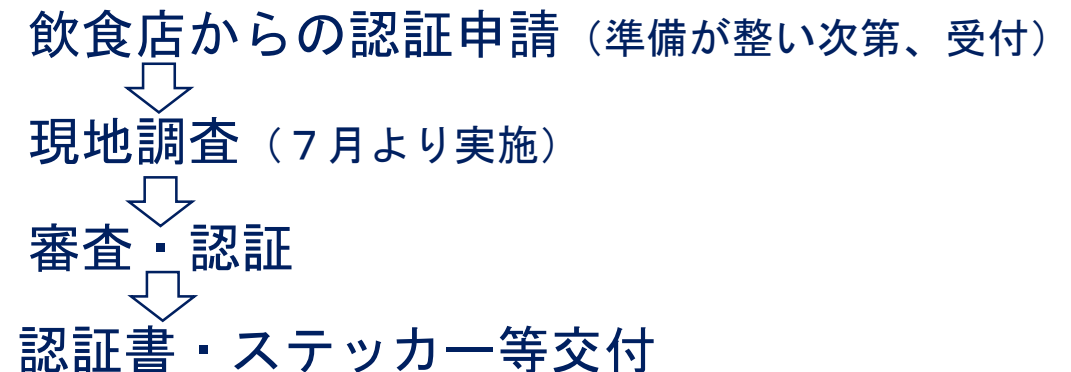 飲食店からの認証申請（準備が整い次第、受付）
現地調査（７月より実施）
審査・認証
認証書・ステッカー等交付